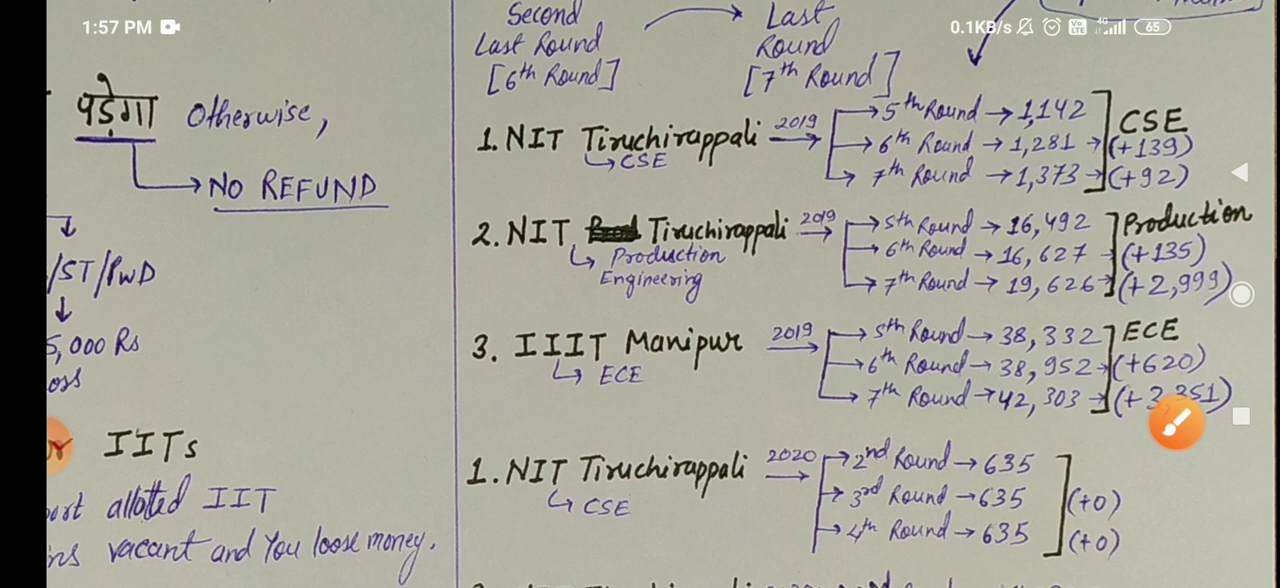 1:57 PM
0.1KB/s
Vo LTE
4G
65
पड़ेगा Otherwise,
NO REFUND
/ST/PWD
5,000 Rs
IITs
allotted IIT
vacant and You loose money.
Second Last Round [6th Round]
Last Round [7th Round]
1. NIT Tiruchirappali 2019 5th Round → 1,142 CSE
CSE 6th Round → 1,281 → (+139)
7th Round → 1,373 → (+92)
2. NIT Tiruchirappali 2019 5th Round → 16,492 Production
Production 6th Round → 16,627 → (+135)
Engineering 7th Round → 19,626 → (+2,999)
3. IIIT Manipur 2019 5th Round → 38,332 ECE
ECE 6th Round → 38,952 → (+620)
7th Round → 42,303 → (+3,351)
1. NIT Tiruchirappali 2020 2nd Round → 635
CSE 3rd Round → 635 (+0)
4th Round → 635 (+0)